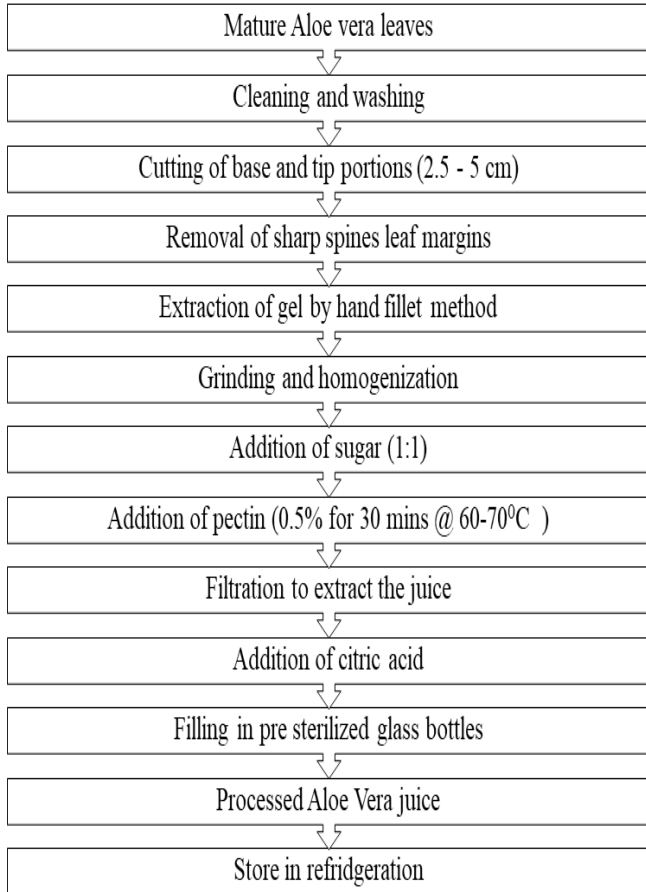 Mature Aloe vera leaves
Cleaning and washing
Cutting of base and tip portions (2.5 - 5 cm)
Removal of sharp spines leaf margins
Extraction of gel by hand fillet method
Grinding and homogenization
Addition of sugar (1:1)
Addition of pectin (0.5% for 30 mins @ 60-70⁰C )
Filtration to extract the juice
Addition of citric acid
Filling in pre sterilized glass bottles
Processed Aloe Vera juice
Store in refridgeration